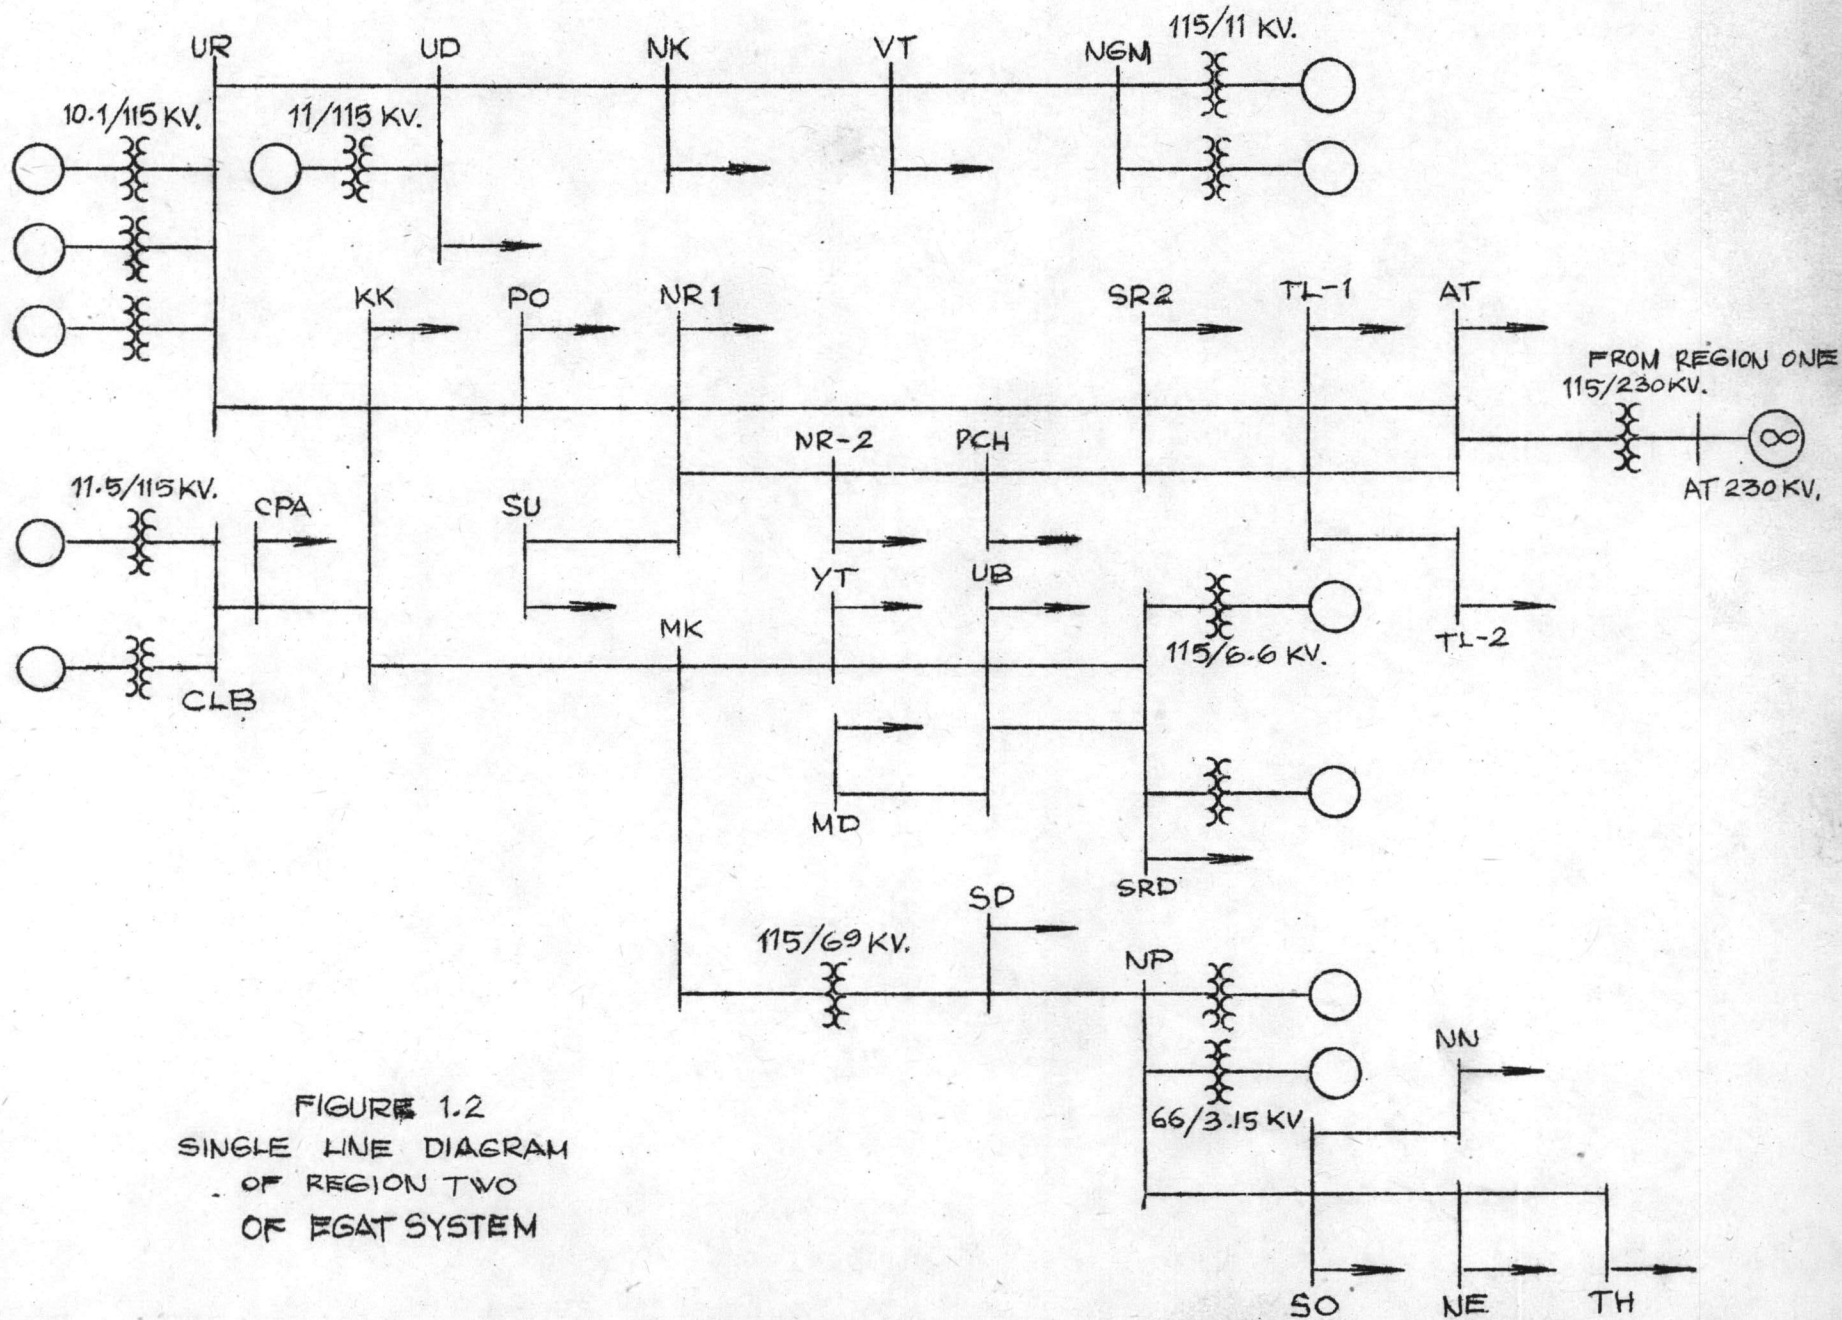 115/11 KV.
UR
UD
NK
VT
NGM
10.1/115 KV.
11/115 KV.
KK
PO
NR1
SR2
TL-1
AT
FROM REGION ONE
115/230KV.
NR-2
PCH
∞
11.5/115 KV.
CPA
SU
AT 230KV.
YT
UB
MK
115/6.6 KV.
TL-2
CLB
MD
SRD
SD
115/69 KV.
NP
NN
66/3.15 KV
FIGURE 1.2
SINGLE LINE DIAGRAM
OF REGION TWO
OF EGAT SYSTEM
SO
NE
TH